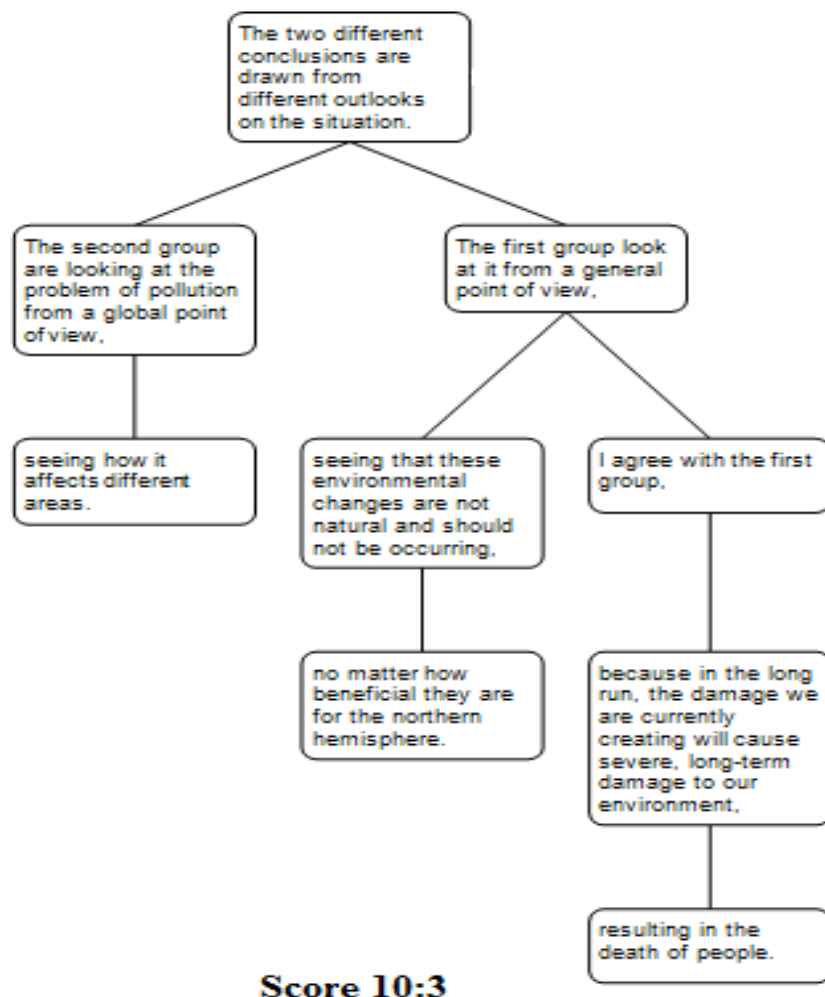 The two different
conclusions are
drawn from
different outlooks
on the situation.
The second group
are looking at the
problem of pollution
from a global point
of view,
The first group look
at it from a general
point of view,
seeing how it
affects different
areas.
seeing that these
environmental
changes are not
natural and should
not be occurring,
I agree with the first
group,
no matter how
beneficial they are
for the northern
hemisphere.
because in the long
run, the damage we
are currently
creating will cause
severe, long-term
damage to our
environment,
resulting in the
death of people.
Score 10:3